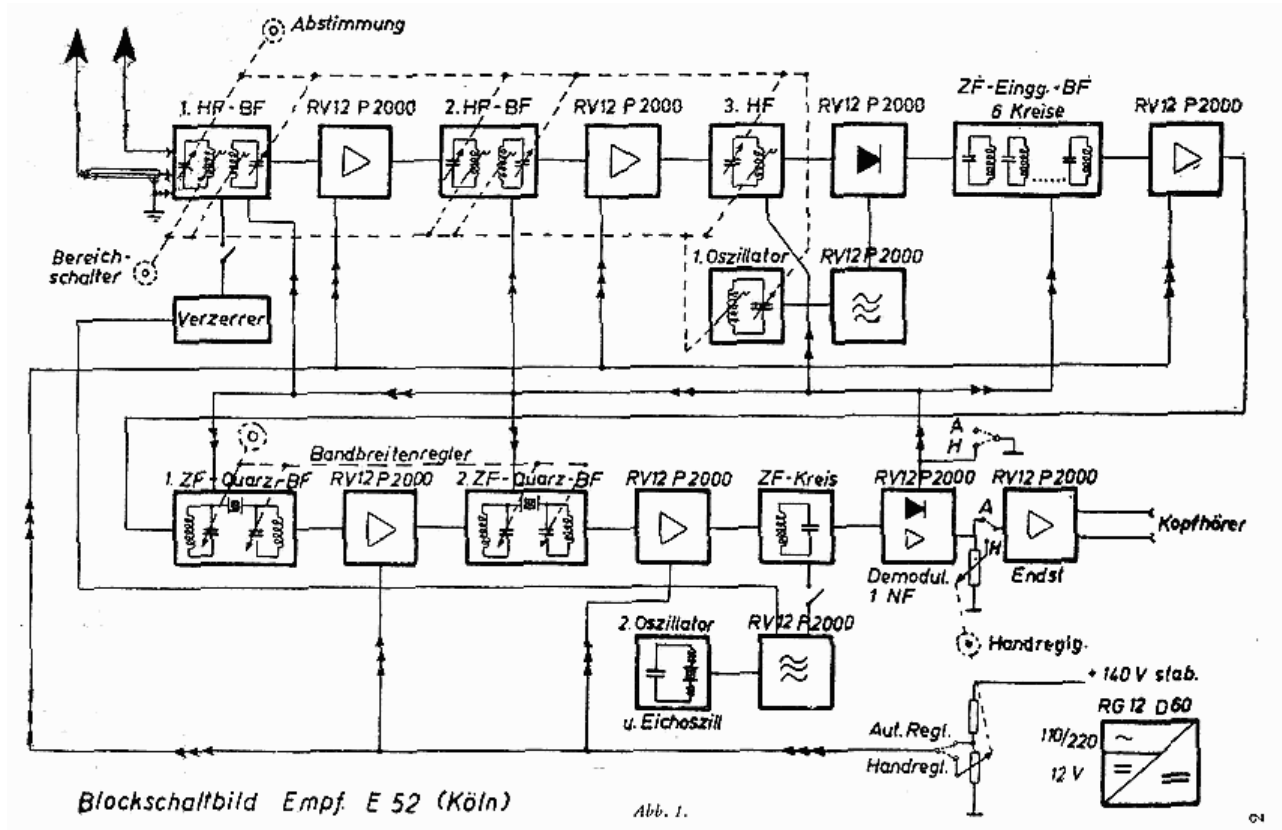 Abstimmung
1. HF-BF
RV12 P2000
2. HF-BF
RV12 P2000
3. HF
RV12 P2000
ZF-Eingg.-BF
6 Kreise
RV12 P2000
Bereich-
schalter
Verzerrer
1. Oszillator
RV12 P2000
A
H
Bandbreitenregler
1. ZF-Quarz-BF
RV12 P2000
2. ZF-Quarz-BF
RV12 P2000
ZF-Kreis
RV12 P2000
RV12 P2000
A
H
Kopfhörer
Demodul.
1 NF
Endst
2. Oszillator
RV12 P2000
u. Eichoszill
Handreglg.
+ 140 V stab.
RG 12 D 60
Aut. Regl.
Handregl.
110/220
12 V
Blockschaltbild Empf. E 52 (Köln)
Abb. 1.
2